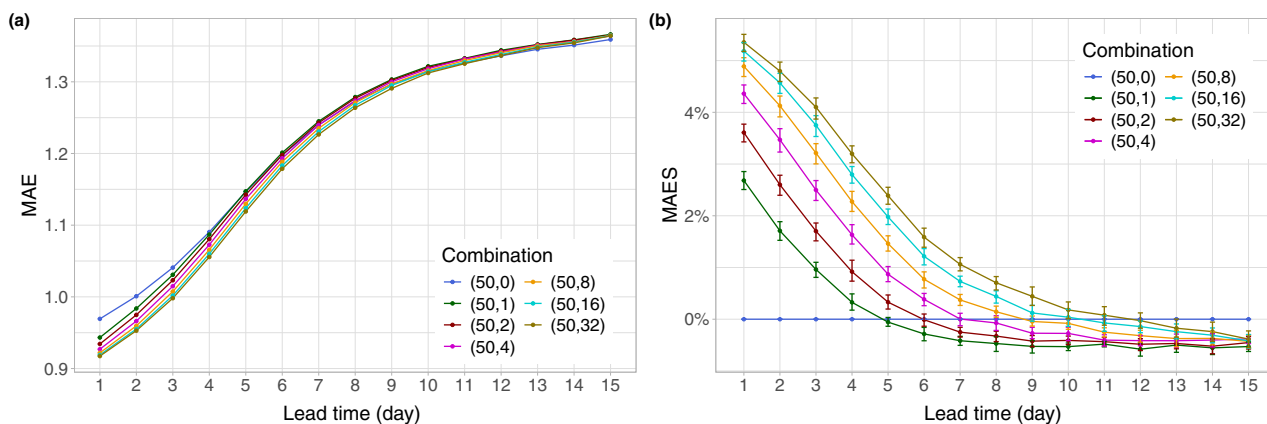 (a)
MAE
1.3
1.2
1.1
1.0
0.9
Combination
(50,0) (50,8)
(50,1) (50,16)
(50,2) (50,32)
(50,4)
1 2 3 4 5 6 7 8 9 10 11 12 13 14 15
Lead time (day)
(b)
MAES
4%
2%
0%
Combination
(50,0) (50,8)
(50,1) (50,16)
(50,2) (50,32)
(50,4)
1 2 3 4 5 6 7 8 9 10 11 12 13 14 15
Lead time (day)